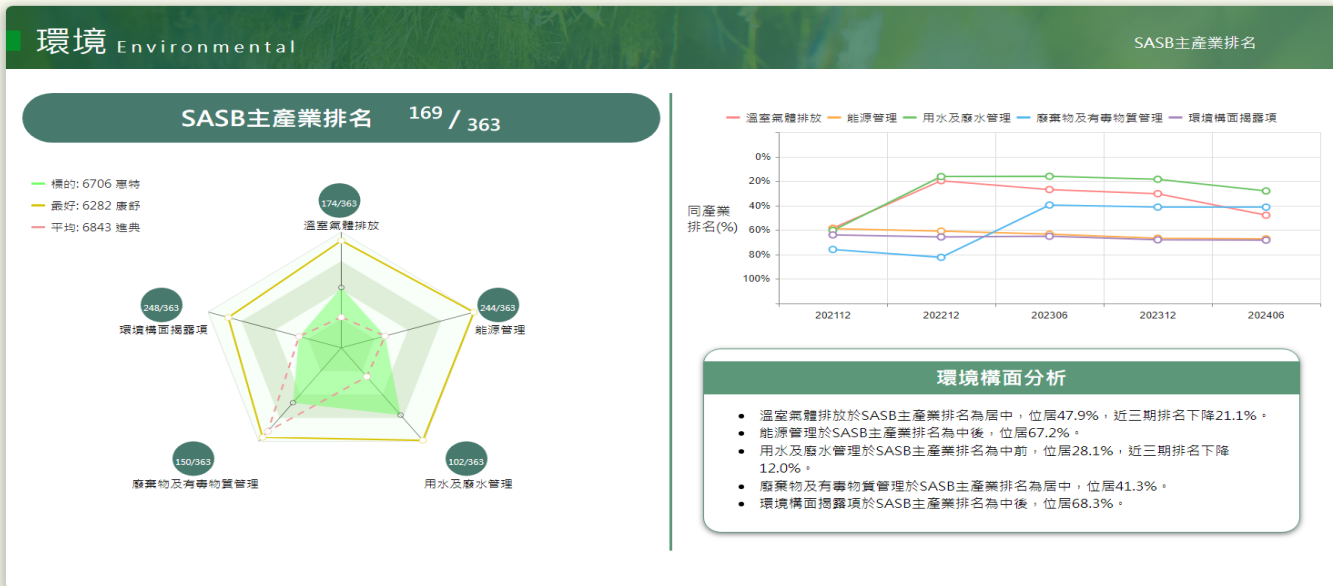 環境 Environmental
SASB主產業排名
SASB主產業排名 169 / 363
標的: 6706 惠特
最好: 6282 康舒
平均: 6843 進典
174/363
溫室氣體排放
248/363
環境構面揭露項
244/363
能源管理
150/363
廢棄物及有毒物質管理
102/363
用水及廢水管理
溫室氣體排放 能源管理 用水及廢水管理 廢棄物及有毒物質管理 環境構面揭露項
同產業
排名(%)
0%
20%
40%
60%
80%
100%
202112 202212 202306 202312 202406
環境構面分析
• 溫室氣體排放於SASB主產業排名為居中，位居47.9%，近三期排名下降21.1%。
• 能源管理於SASB主產業排名為中後，位居67.2%。
• 用水及廢水管理於SASB主產業排名為中前，位居28.1%，近三期排名下降
12.0%。
• 廢棄物及有毒物質管理於SASB主產業排名為居中，位居41.3%。
• 環境構面揭露項於SASB主產業排名為中後，位居68.3%。